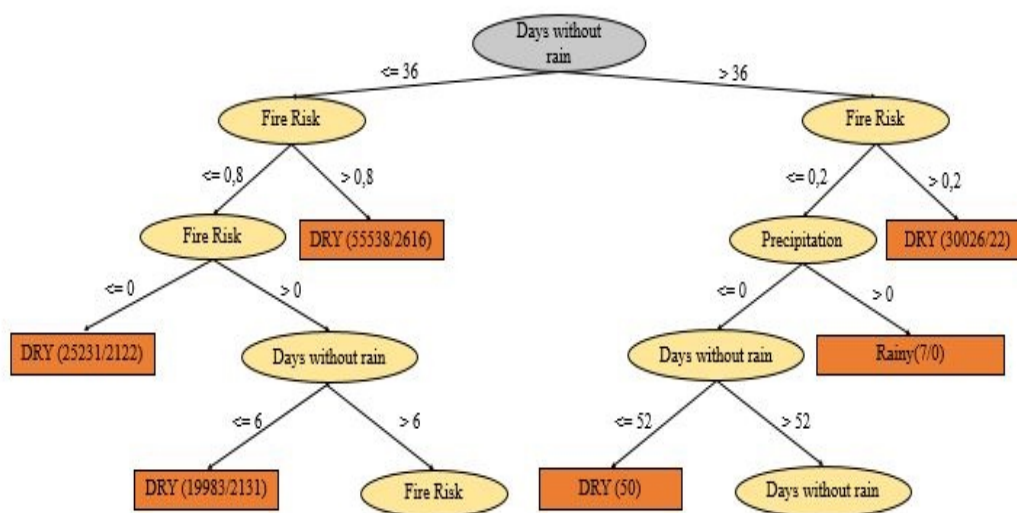 Days without
rain
<= 36
> 36
Fire Risk
Fire Risk
<= 0,8
> 0,8
<= 0,2
> 0,2
Fire Risk
DRY (55538/2616)
Precipitation
DRY (30026/22)
<= 0
> 0
<= 0
> 0
DRY (25231/2122)
Days without rain
Days without rain
Rainy(7/0)
<= 6
> 6
<= 52
> 52
DRY (19983/2131)
Fire Risk
DRY (50)
Days without rain